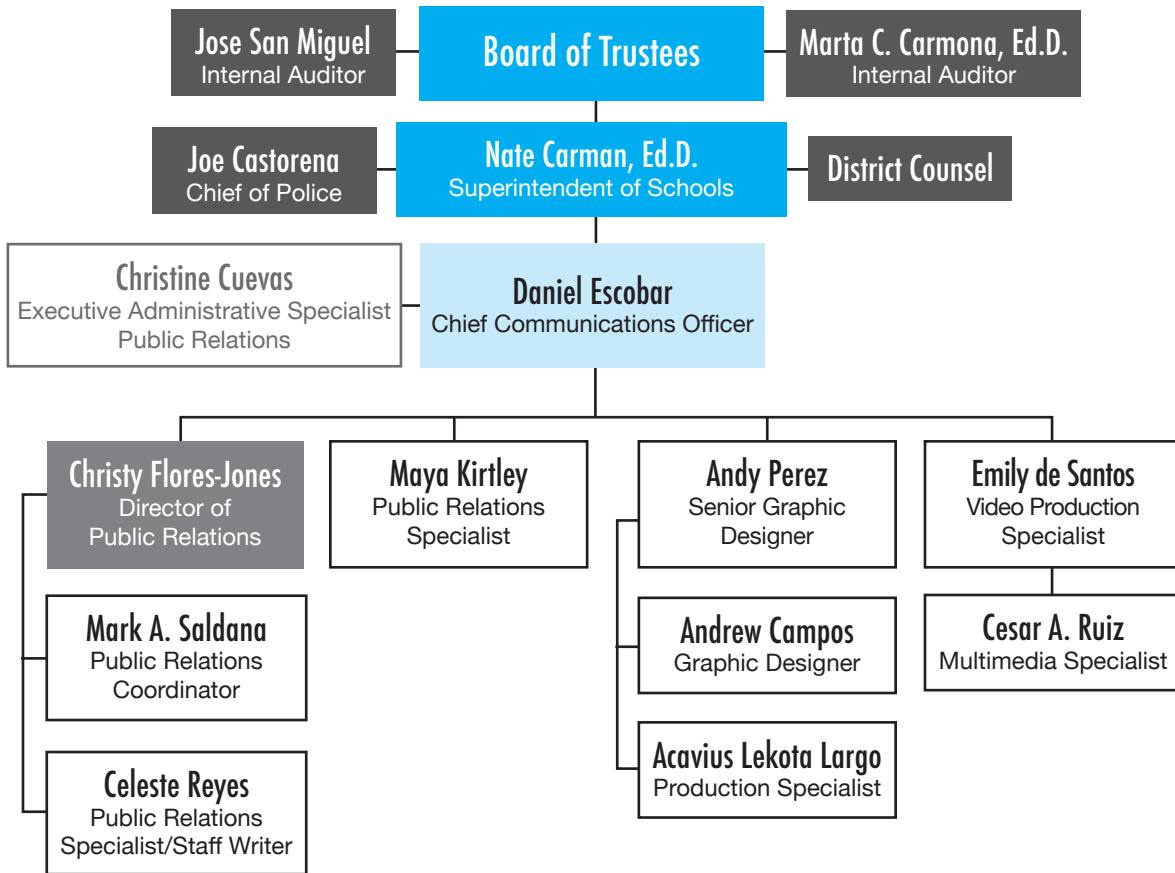 Jose San Miguel
Internal Auditor
Board of Trustees
Marta C. Carmona, Ed.D.
Internal Auditor
Joe Castorena
Chief of Police
Nate Carman, Ed.D.
Superintendent of Schools
District Counsel
Christine Cuevas
Executive Administrative Specialist
Public Relations
Daniel Escobar
Chief Communications Officer
Christy Flores-Jones
Director of
Public Relations
Mark A. Saldana
Public Relations
Coordinator
Celeste Reyes
Public Relations
Specialist/Staff Writer
Maya Kirtley
Public Relations
Specialist
Andy Perez
Senior Graphic
Designer
Andrew Campos
Graphic Designer
Acavius Lekota Largo
Production Specialist
Emily de Santos
Video Production
Specialist
Cesar A. Ruiz
Multimedia Specialist